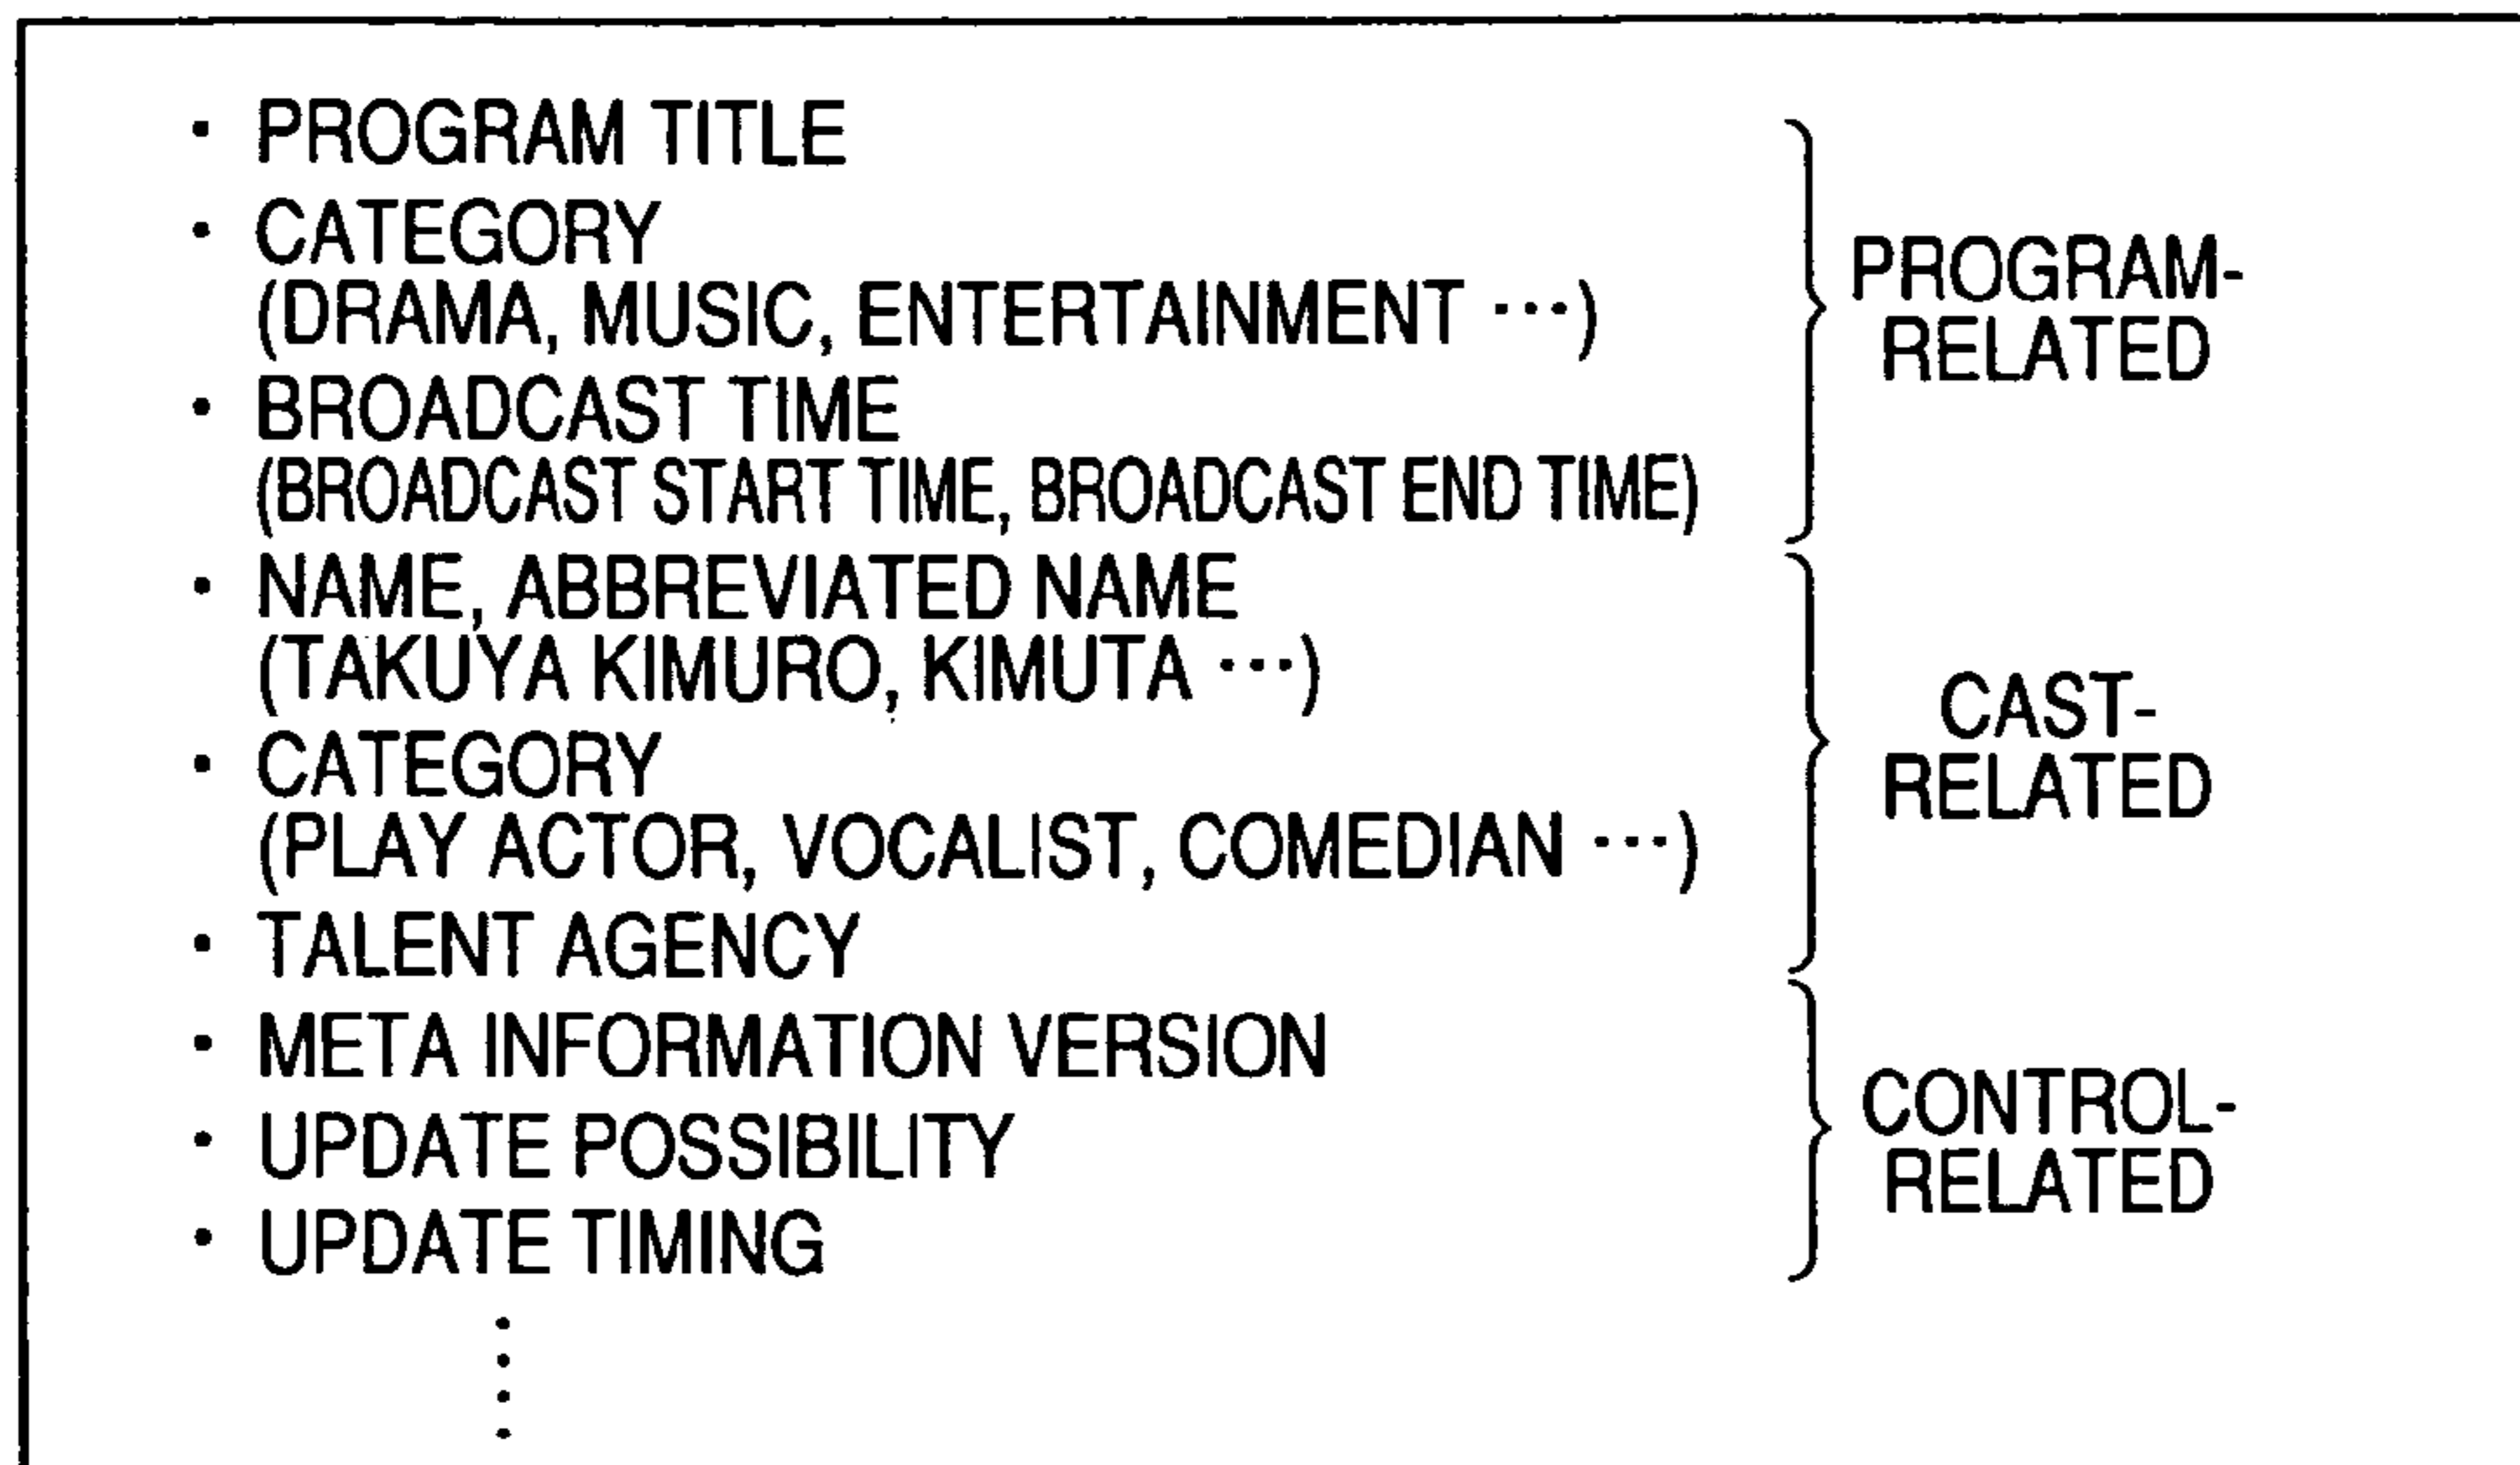 • PROGRAM TITLE
• CATEGORY
(DRAMA, MUSIC, ENTERTAINMENT ···)
• BROADCAST TIME
(BROADCAST START TIME, BROADCAST END TIME)
PROGRAM-
RELATED
• NAME, ABBREVIATED NAME
(TAKUYA KIMURO, KIMUTA ···)
• CATEGORY
(PLAY ACTOR, VOCALIST, COMEDIAN ···)
• TALENT AGENCY
CAST-
RELATED
• META INFORMATION VERSION
• UPDATE POSSIBILITY
• UPDATE TIMING
CONTROL-
RELATED